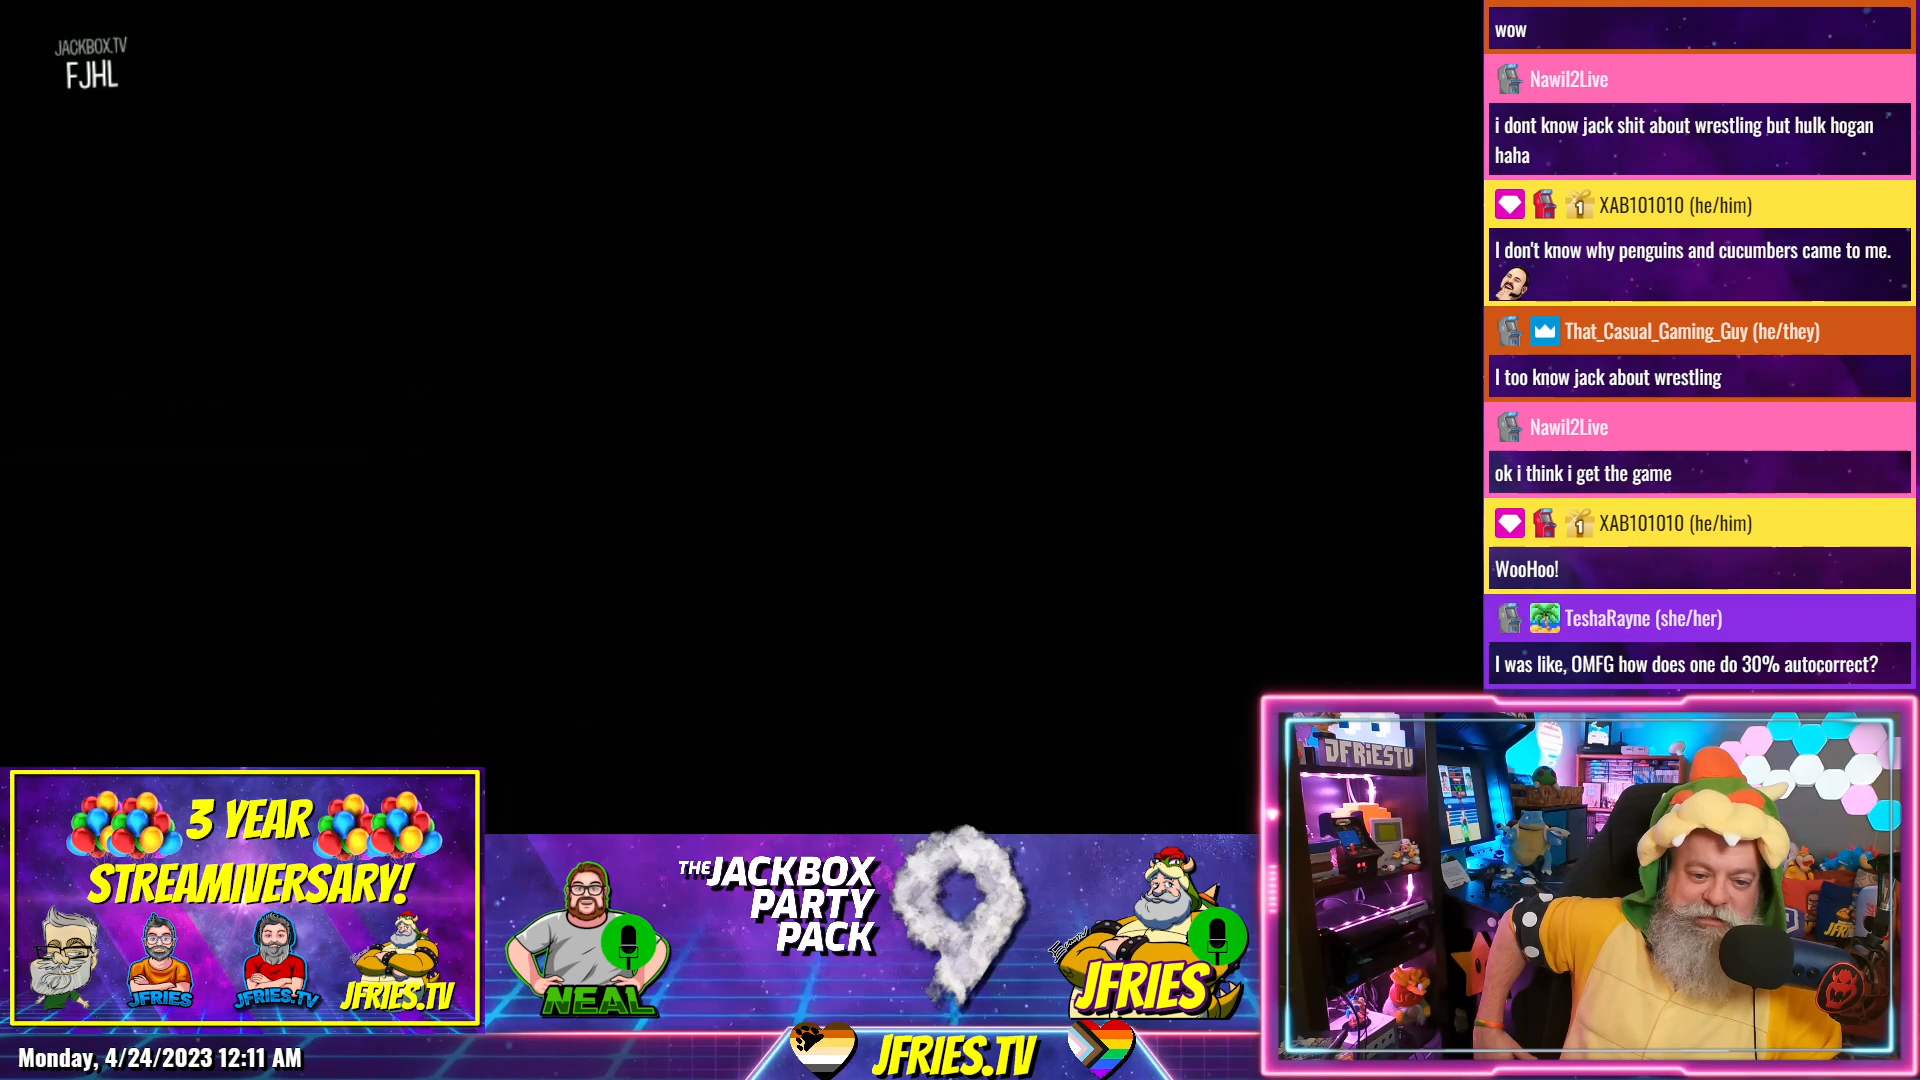 JACKBOX.TV
FJHL
wow
Nawil2Live
i dont know jack shit about wrestling but hulk hogan
haha
1 XAB101010 (he/him)
I don't know why penguins and cucumbers came to me.
That_Casual_Gaming_Guy (he/they)
I too know jack about wrestling
Nawil2Live
ok i think i get the game
1 XAB101010 (he/him)
WooHoo!
TeshaRayne (she/her)
I was like, OMFG how does one do 30% autocorrect?
JFRIESTV
3 YEAR
STREAMIVERSARY!
JFRIES
JFRIES.TV
JFRIES.TV
NEAL
THE JACKBOX
PARTY
PACK
9
JFRIES
JFRIES.TV
Monday, 4/24/2023 12:11 AM